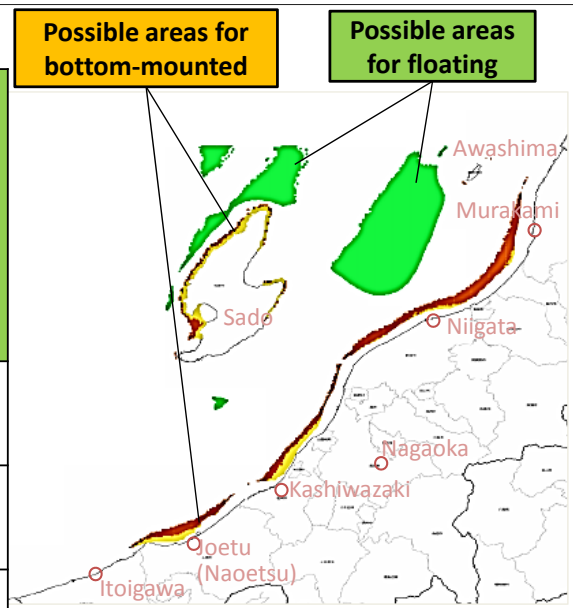 Possible areas for
bottom-mounted
Possible areas
for floating
Awashima
Murakami
Sado
Niigata
Nagaoka
Kashiwazaki
Joetu
(Naoetsu)
Itoigawa